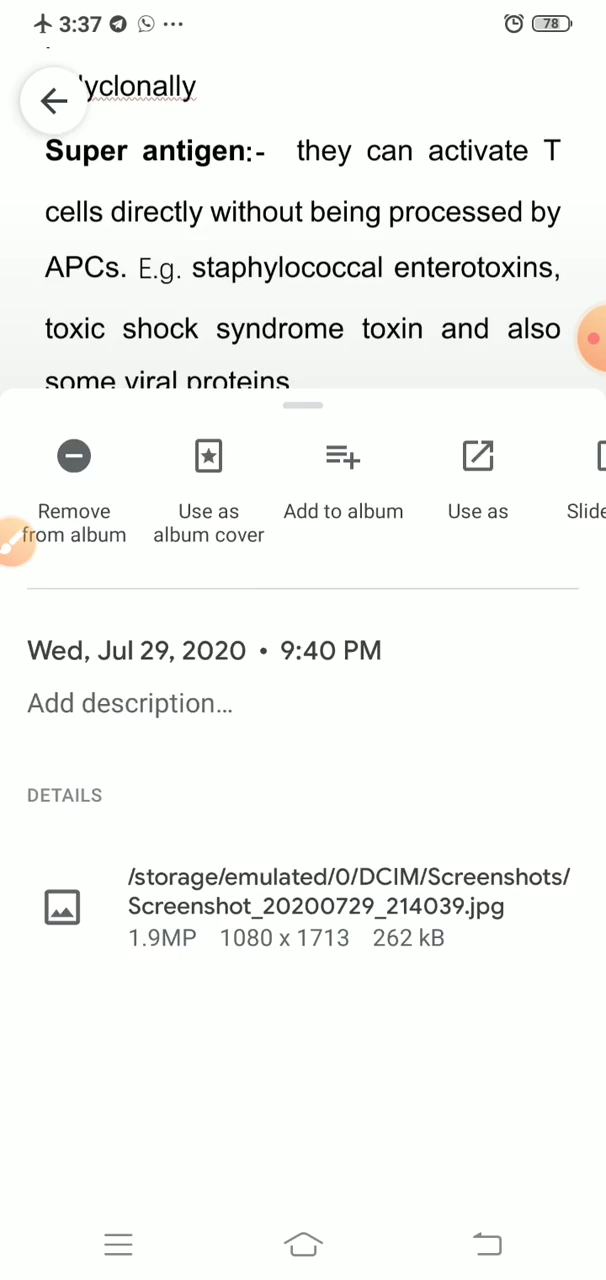 3:37 ...
78
'yclonally
Super antigen:- they can activate T
cells directly without being processed by
APCs. E.g. staphylococcal enterotoxins,
toxic shock syndrome toxin and also
some viral proteins
Remove from album
Use as album cover
Add to album
Use as
Slide
Wed, Jul 29, 2020 • 9:40 PM
Add description...
DETAILS
/storage/emulated/0/DCIM/Screenshots/
Screenshot_20200729_214039.jpg
1.9MP 1080 x 1713 262 kB